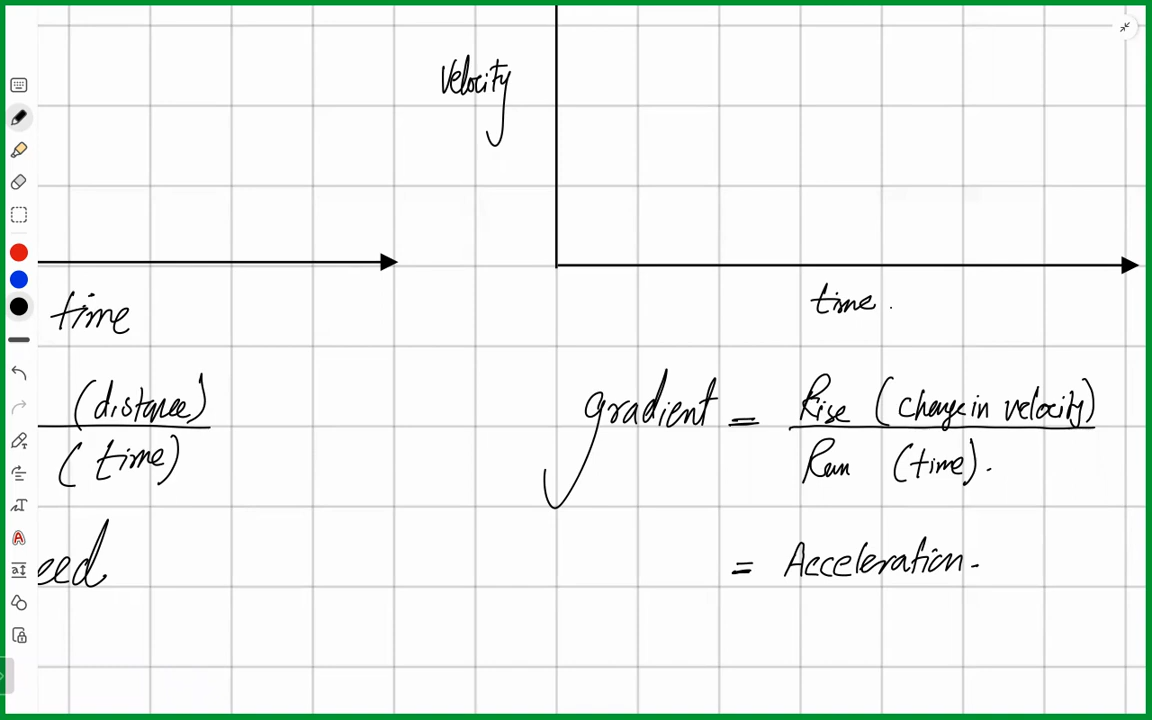 Velocity
time
time.
(distance)
(time)
eed
gradient = Rise (change in velocity)
Run (time).
= Acceleration.